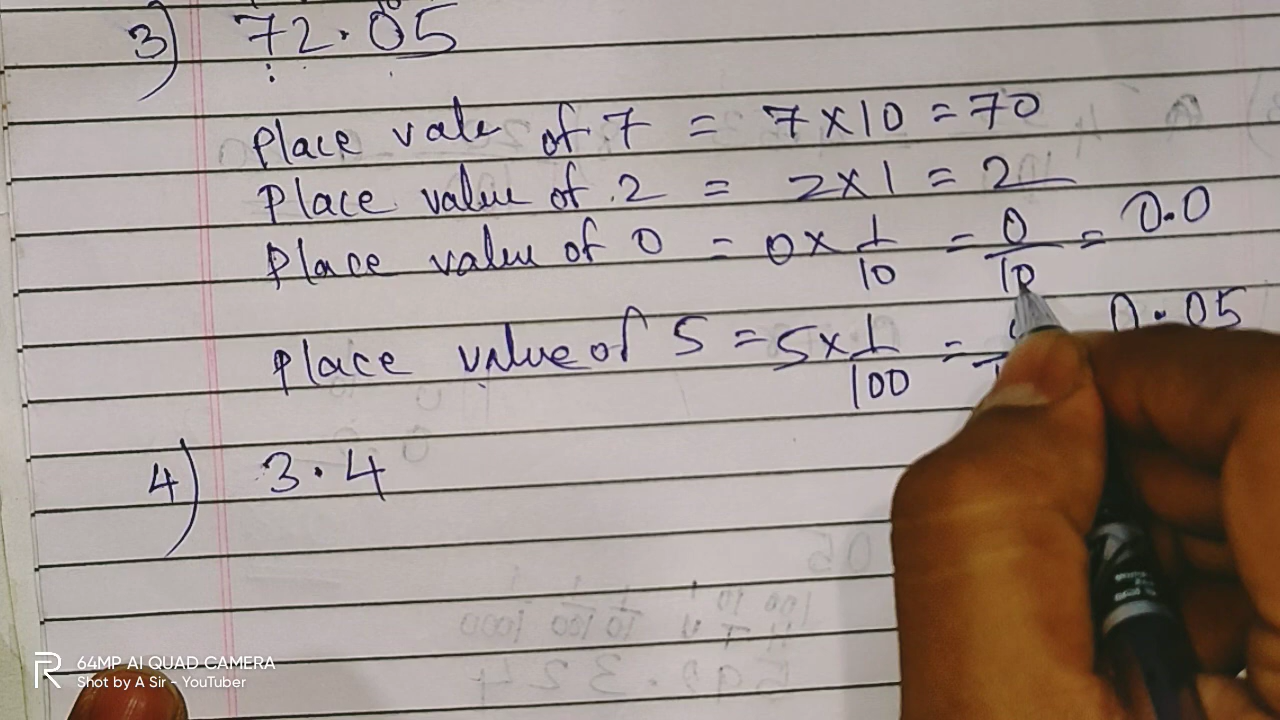 3) 72.05
Place vale of 7 = 7×10 = 70
Place value of 2 = 2×1 = 2
Place value of 0 = 0× 1/10 = 0/10 = 0.0
Place value of 5 = 5× 1/100 = 0.05
4) 3.4
64MP AI QUAD CAMERA
Shot by A Sir - YouTuber